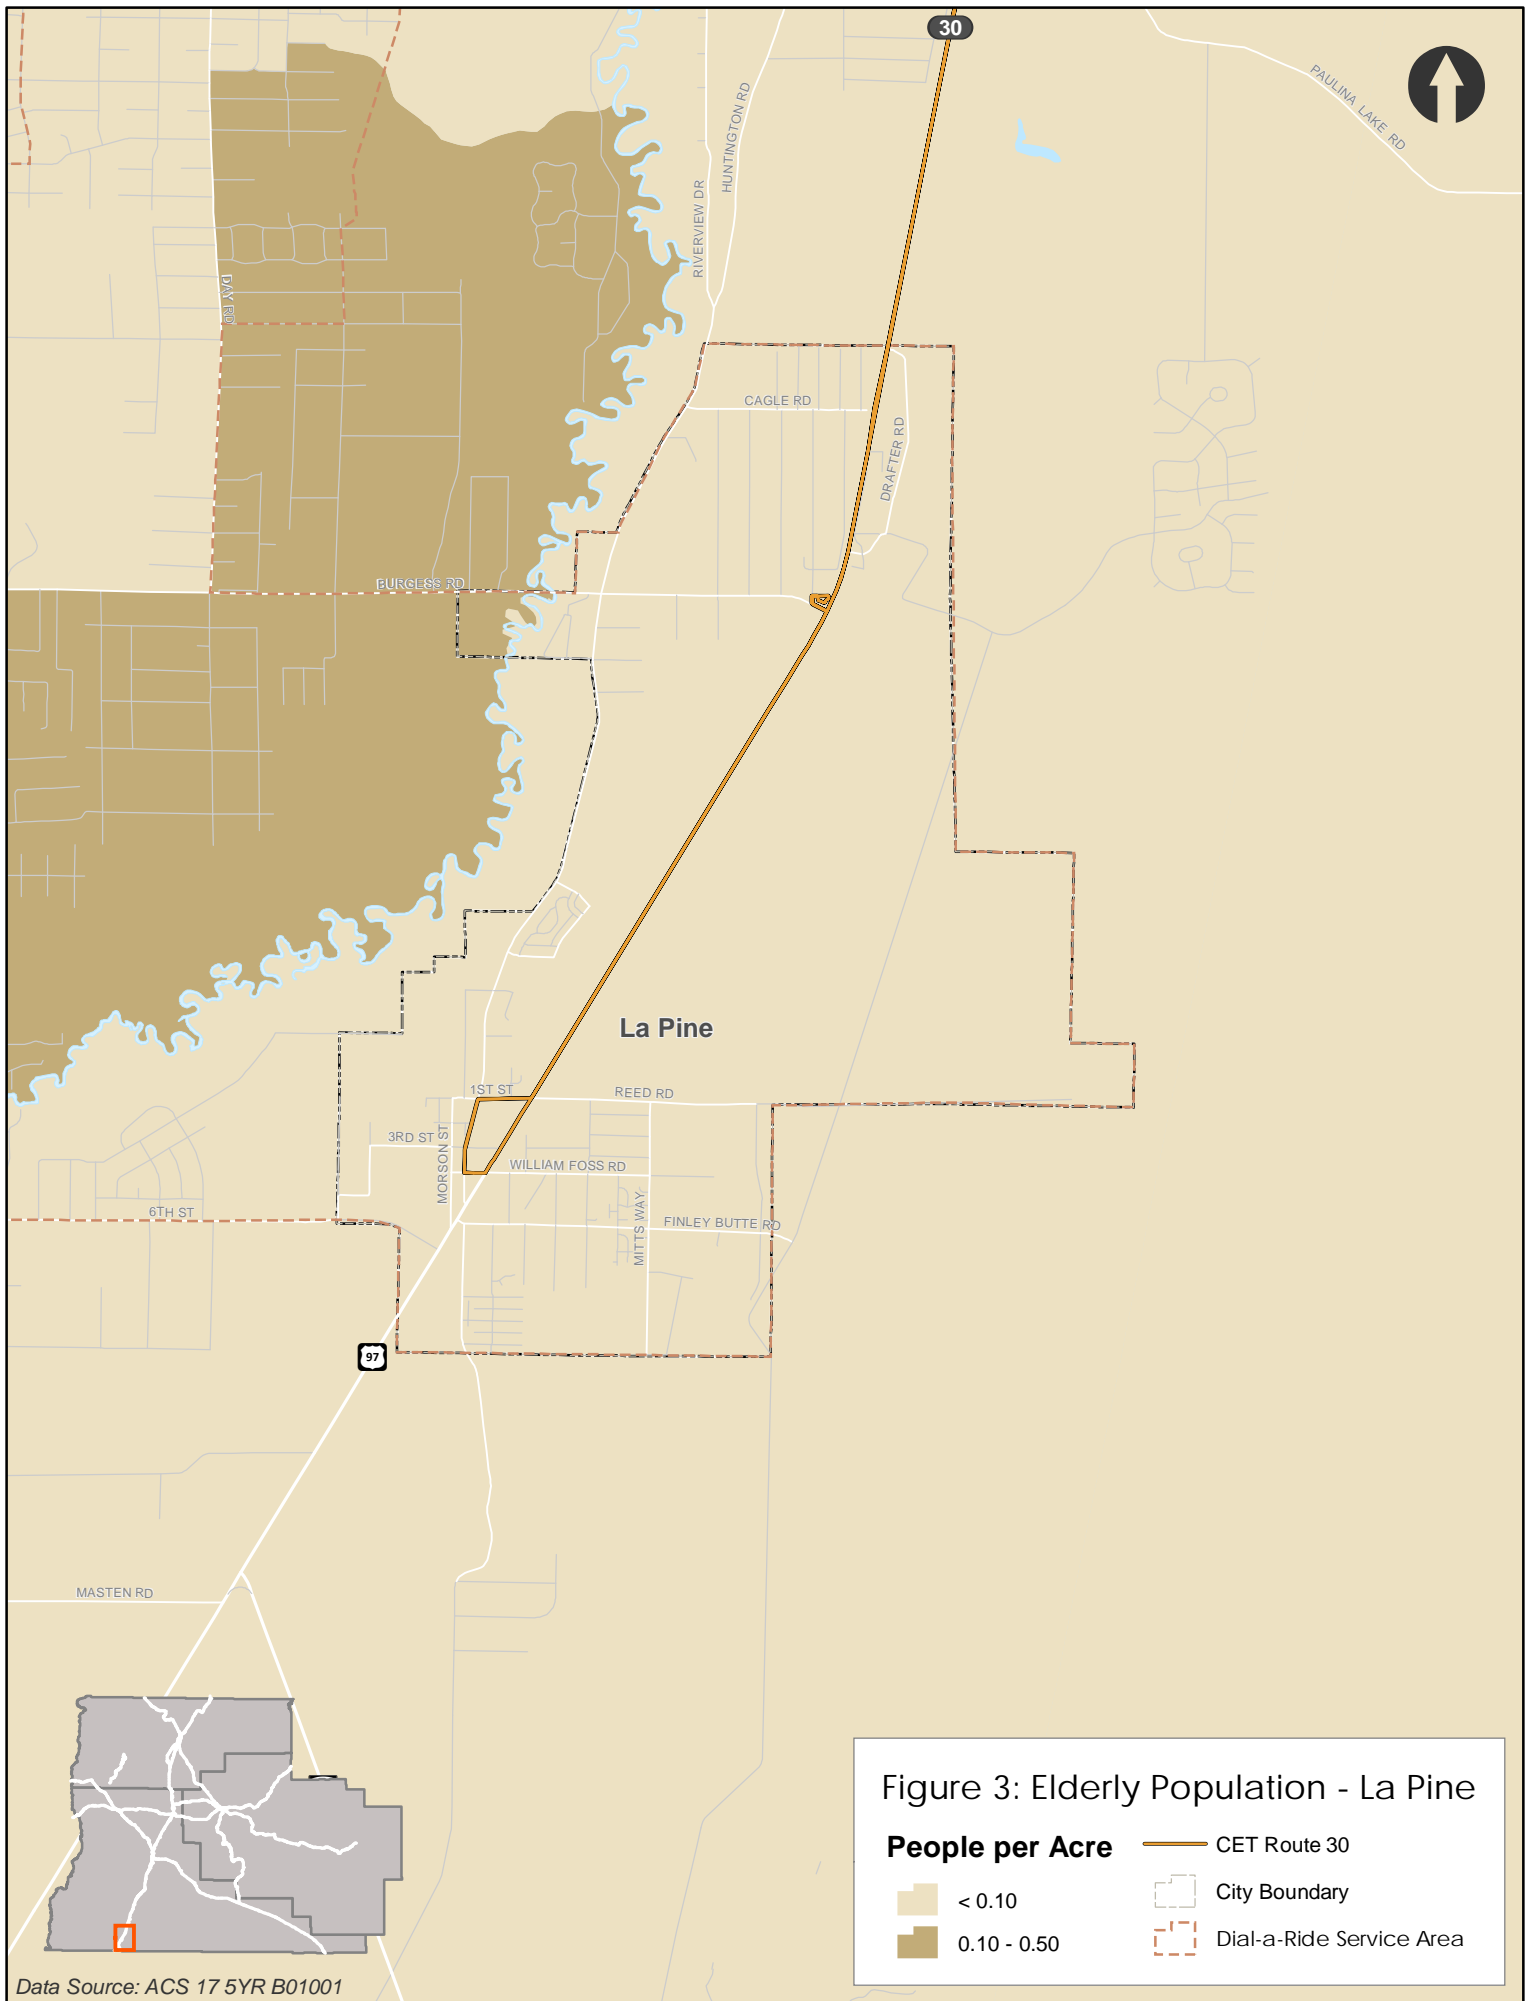 30
PAULINA LAKE RD
HUNTINGTON RD
RIVERVIEW DR
DAY RD
CAGLE RD
DRAFTER RD
BURGESS RD
La Pine
1ST ST
REED RD
3RD ST
MORSON ST
WILLIAM FOSS RD
6TH ST
MITTS WAY
FINLEY BUTTE RD
97
MASTEN RD
Figure 3: Elderly Population - La Pine
People per Acre
< 0.10
0.10 - 0.50
CET Route 30
City Boundary
Dial-a-Ride Service Area
Data Source: ACS 17 5YR B01001